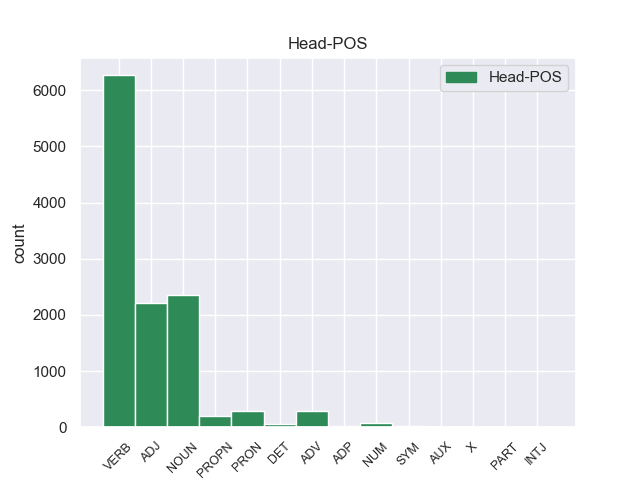 Head-POS
Head-POS
count
6000
5000
4000
3000
2000
1000
0
VERB ADJ NOUN PROPN PRON DET ADV ADP NUM SYM AUX X PART INTJ